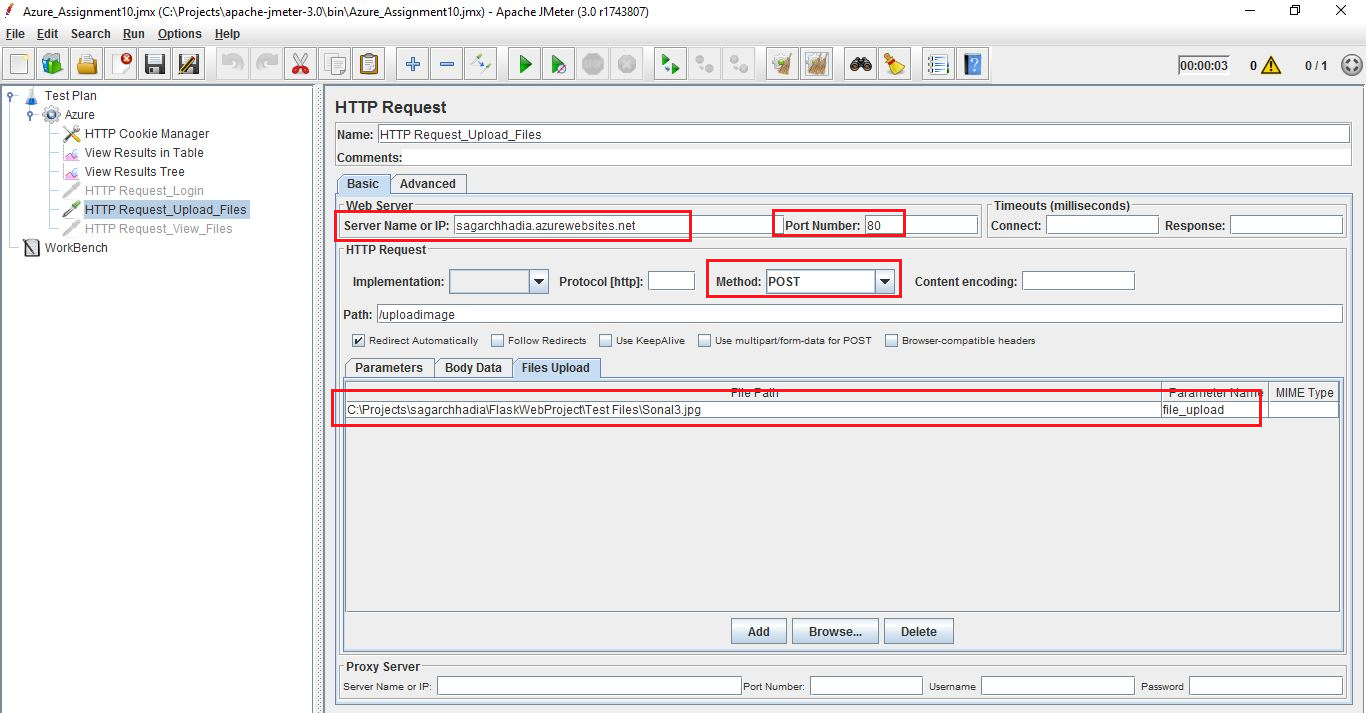 Azure_Assignment10.jmx (C:\Projects\apache-jmeter-3.0\bin\Azure_Assignment10.jmx) - Apache JMeter (3.0 r1743807)
File Edit Search Run Options Help
STOP 00:00:03 0 0 / 1
Test Plan
Azure
HTTP Cookie Manager
View Results in Table
View Results Tree
HTTP Request_Login
HTTP Request_Upload_Files
HTTP Request_View_Files
WorkBench
HTTP Request
Name: HTTP Request_Upload_Files
Comments:
Basic Advanced
Web Server Timeouts (milliseconds)
Server Name or IP: sagarchhadia.azurewebsites.net Port Number: 80 Connect: Response:
HTTP Request
Implementation: Protocol [http]: Method: POST Content encoding:
Path: /uploadimage
Redirect Automatically Follow Redirects Use KeepAlive Use multipart/form-data for POST Browser-compatible headers
Parameters Body Data Files Upload
File Path Parameter Name MIME Type
C:\Projects\sagarchhadia\FlaskWebProject\Test Files\Sonal3.jpg file_upload
Add Browse... Delete
Proxy Server
Server Name or IP: Port Number: Username Password